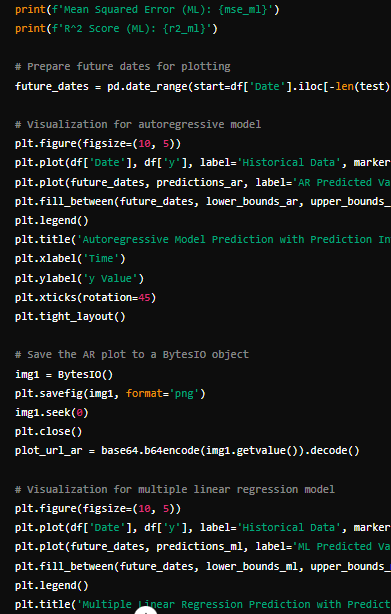 print(f'Mean Squared Error (ML): {mse_ml}')
print(f'R^2 Score (ML): {r2_ml}')
# Prepare future dates for plotting
future_dates = pd.date_range(start=df['Date'].iloc[-len(test)
# Visualization for autoregressive model
plt.figure(figsize=(10, 5))
plt.plot(df['Date'], df['y'], label='Historical Data', marker
plt.plot(future_dates, predictions_ar, label='AR Predicted Va
plt.fill_between(future_dates, lower_bounds_ar, upper_bounds_
plt.legend()
plt.title('Autoregressive Model Prediction with Prediction In
plt.xlabel('Time')
plt.ylabel('y Value')
plt.xticks(rotation=45)
plt.tight_layout()
# Save the AR plot to a BytesIO object
img1 = BytesIO()
plt.savefig(img1, format='png')
img1.seek(0)
plt.close()
plot_url_ar = base64.b64encode(img1.getvalue()).decode()
# Visualization for multiple linear regression model
plt.figure(figsize=(10, 5))
plt.plot(df['Date'], df['y'], label='Historical Data', marker
plt.plot(future_dates, predictions_ml, label='ML Predicted Va
plt.fill_between(future_dates, lower_bounds_ml, upper_bounds_
plt.legend()
plt.title('Multiple Linear Regression Prediction with Predict